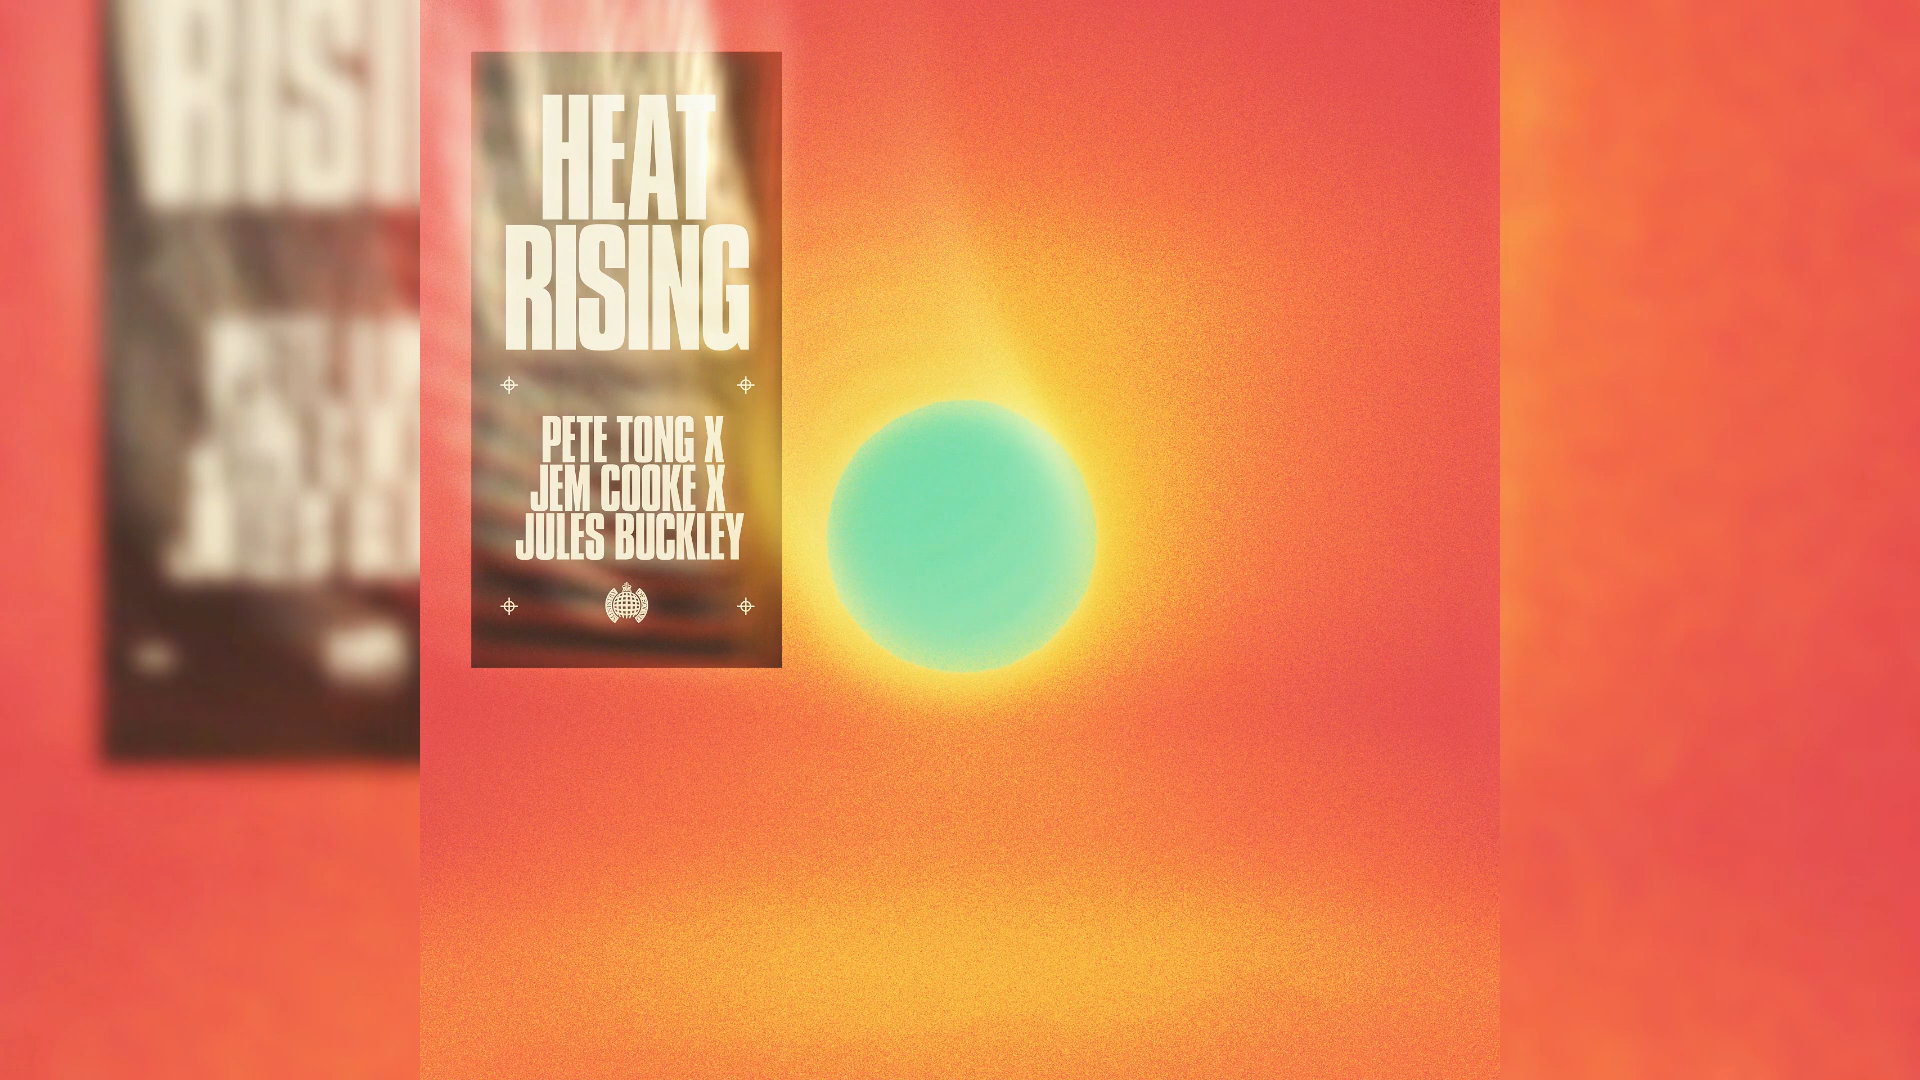 HEAT
RISING
PETE TONG X
JEM COOKE X
JULES BUCKLEY